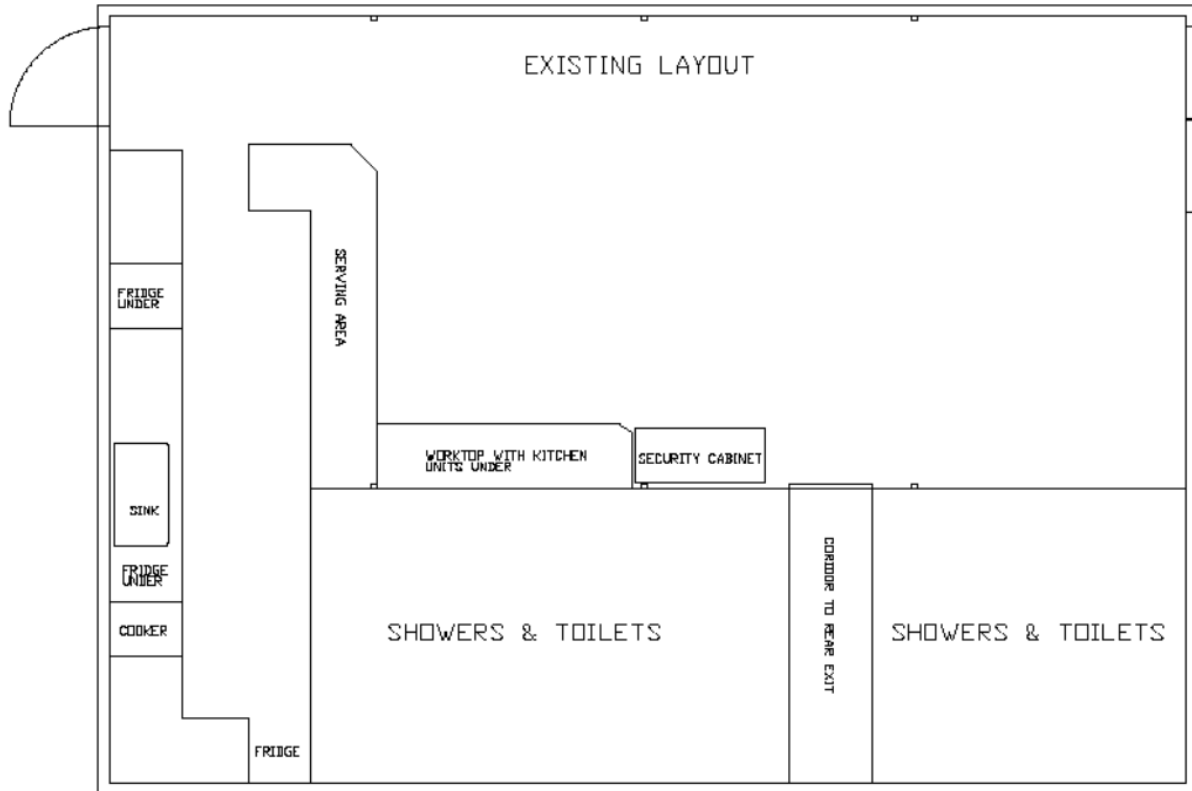 EXISTING LAYOUT
SERVING AREA
FRIDGE
UNDER
WORKTOP WITH KITCHEN
UNITS UNDER
SECURITY CABINET
SINK
FRIDGE
UNDER
COOKER
SHOWERS & TOILETS
CORIDOR TO REAR EXIT
SHOWERS & TOILETS
FRIDGE